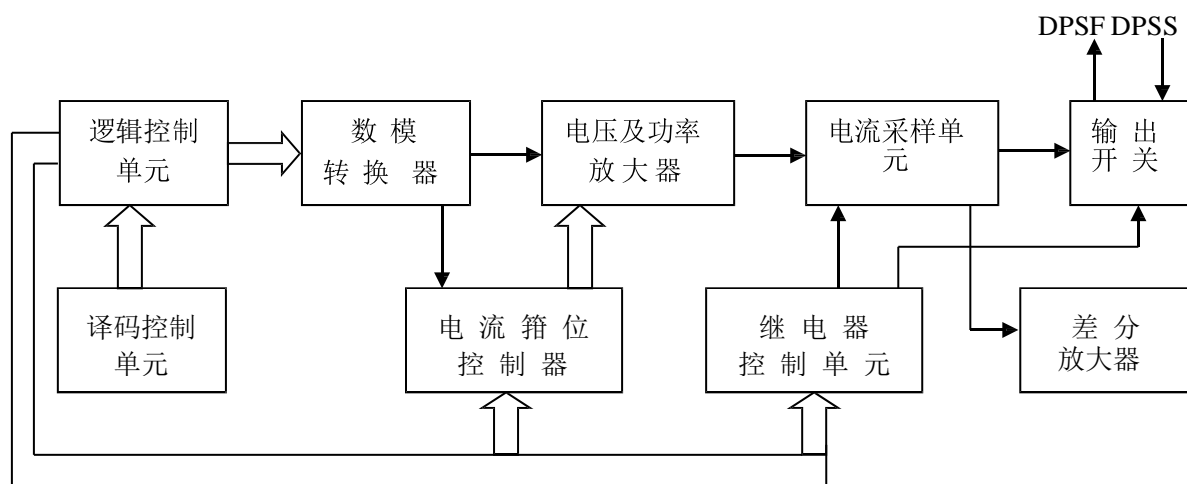 DPSF DPSS
逻辑控制
单元
数 模
转 换 器
电压及功率
放大器
电流采样单
元
输 出
开 关
译码控制
单元
电 流 箝 位
控 制 器
继 电 器
控 制 单 元
差 分
放大器